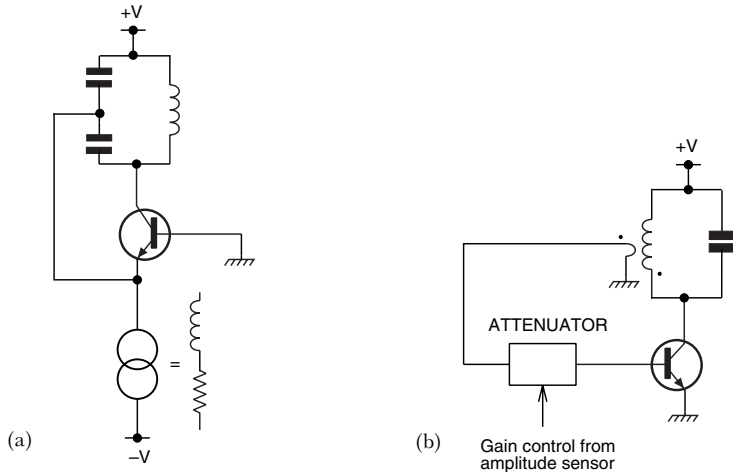 +V
=
–V
(a)
+V
ATTENUATOR
Gain control from
amplitude sensor
(b)